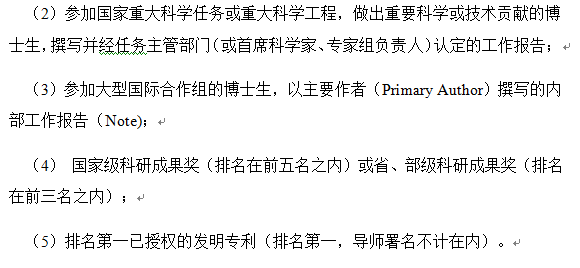 （2）参加国家重大科学任务或重大科学工程，做出重要科学或技术贡献的博
士生，撰写并经任务主管部门（或首席科学家、专家组负责人）认定的工作报告；
（3）参加大型国际合作组的博士生，以主要作者（Primary Author）撰写的内
部工作报告（Note)；
（4） 国家级科研成果奖（排名在前五名之内）或省、部级科研成果奖（排名
在前三名之内）；
（5）排名第一已授权的发明专利（排名第一，导师署名不计在内）。